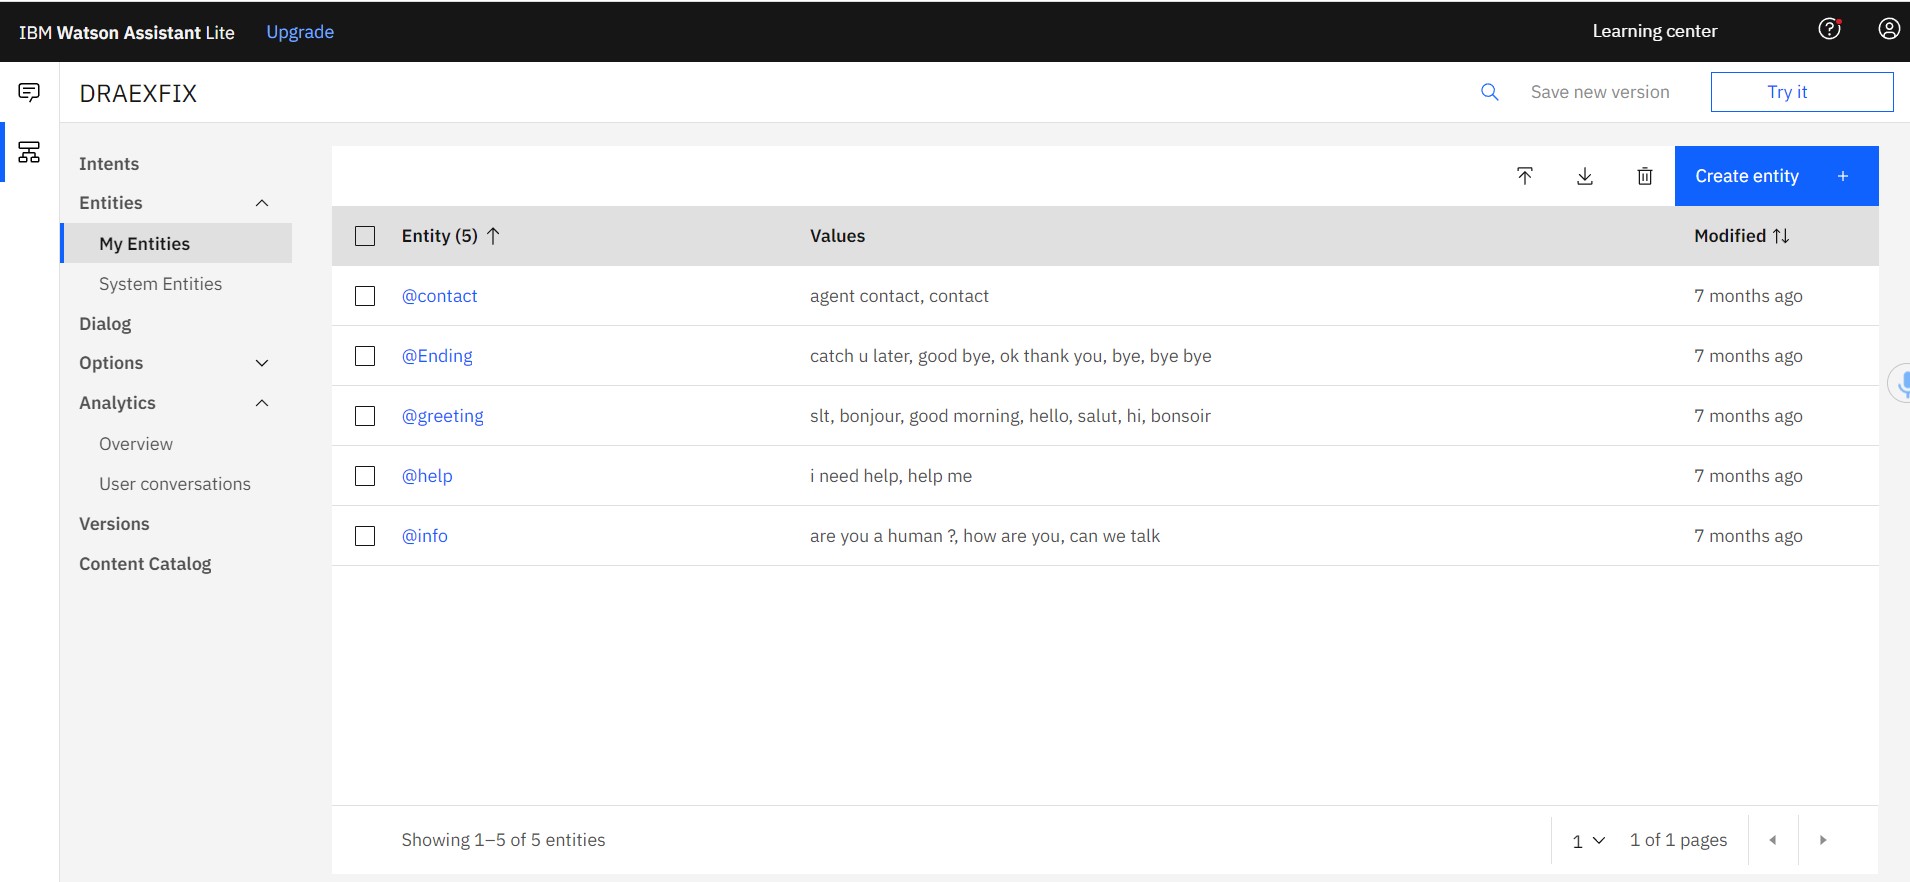 IBM Watson Assistant Lite Upgrade Learning center
DRAEXFIX Save new version Try it
Intents
Entities
My Entities
System Entities
Dialog
Options
Analytics
Overview
User conversations
Versions
Content Catalog
Create entity +
Entity (5) Values Modified
@contact agent contact, contact 7 months ago
@Ending catch u later, good bye, ok thank you, bye, bye bye 7 months ago
@greeting slt, bonjour, good morning, hello, salut, hi, bonsoir 7 months ago
@help i need help, help me 7 months ago
@info are you a human ?, how are you, can we talk 7 months ago
Showing 1–5 of 5 entities 1 1 of 1 pages